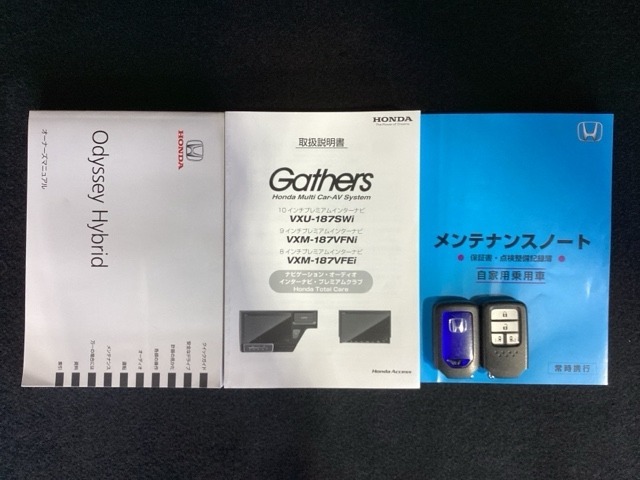 HONDA
Odyssey Hybrid
オーナーズマニュアル
HONDA
The Power of Dreams
取扱説明書
Gathers
Honda Multi Car-AV System
10インチプレミアムインターナビ
VXU-187SWi
9インチプレミアムインターナビ
VXM-187VFNi
8インチプレミアムインターナビ
VXM-187VFEi
ナビゲーション・オーディオ
インターナビ・プレミアムクラブ
Honda Total Care
Honda Access
メンテナンスノート
保証書・点検整備記録簿
自家用乗用車
常時携行